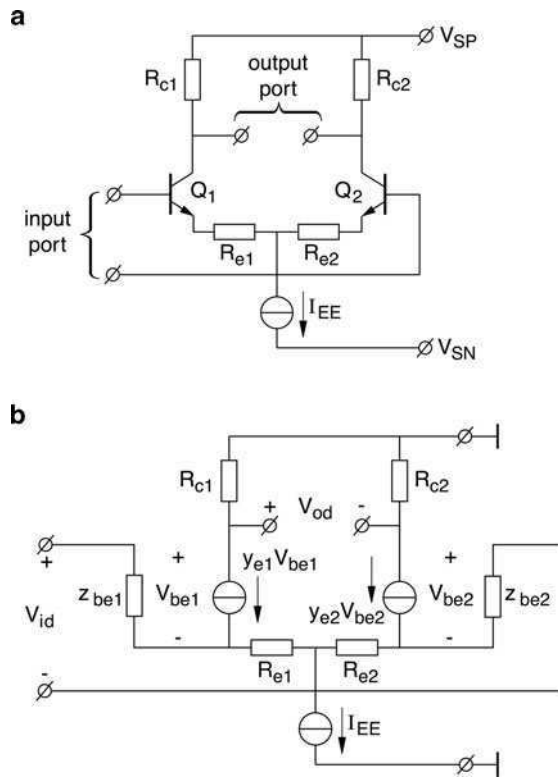 a
V_SP
R_c1
output port
R_c2
Q_1
Q_2
input port
R_e1
R_e2
I_EE
V_SN
b
R_c1
R_c2
+
V_od
-
+
y_e1V_be1
+
+
z_be1
V_be1
V_be2
z_be2
V_id
y_e2V_be2
-
-
R_e1
R_e2
-
I_EE